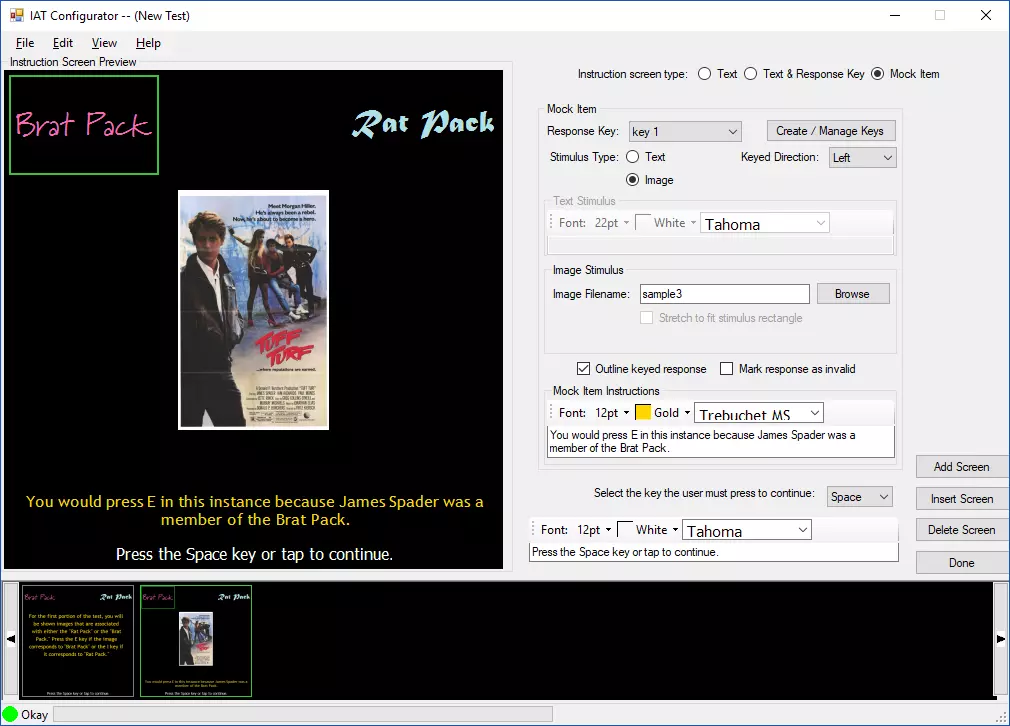 IAT Configurator -- (New Test)
File Edit View Help
Instruction Screen Preview
Brat Pack
Rat Pack
Meet Morgan Hiller.
He's always been a rebel.
Now, he's about to become a hero.
TUFF
TURF
...where reputations are earned.
You would press E in this instance because James Spader was a
member of the Brat Pack.
Press the Space key or tap to continue.
Instruction screen type: Text Text & Response Key Mock Item
Mock Item
Response Key: key 1 Create / Manage Keys
Stimulus Type: Text Keyed Direction: Left
Image
Text Stimulus
Font: 22pt White Tahoma
Image Stimulus
Image Filename: sample3 Browse
Stretch to fit stimulus rectangle
Outline keyed response Mark response as invalid
Mock Item Instructions
Font: 12pt Gold Trebuchet MS
You would press E in this instance because James Spader was a
member of the Brat Pack.
Select the key the user must press to continue: Space
Font: 12pt White Tahoma
Press the Space key or tap to continue.
Add Screen
Insert Screen
Delete Screen
Done
Brat Pack Rat Pack
For the first portion of the test, you will
be shown images that are associated
with either the "Rat Pack" or the "Brat
Pack." Press the E key if the image
corresponds to "Brat Pack" or the I key if
it corresponds to "Rat Pack."
Press the Space key or tap to continue.
Brat Pack Rat Pack
TUFF
TURF
You would press E in this instance because James Spader was a
member of the Brat Pack.
Press the Space key or tap to continue.
Okay